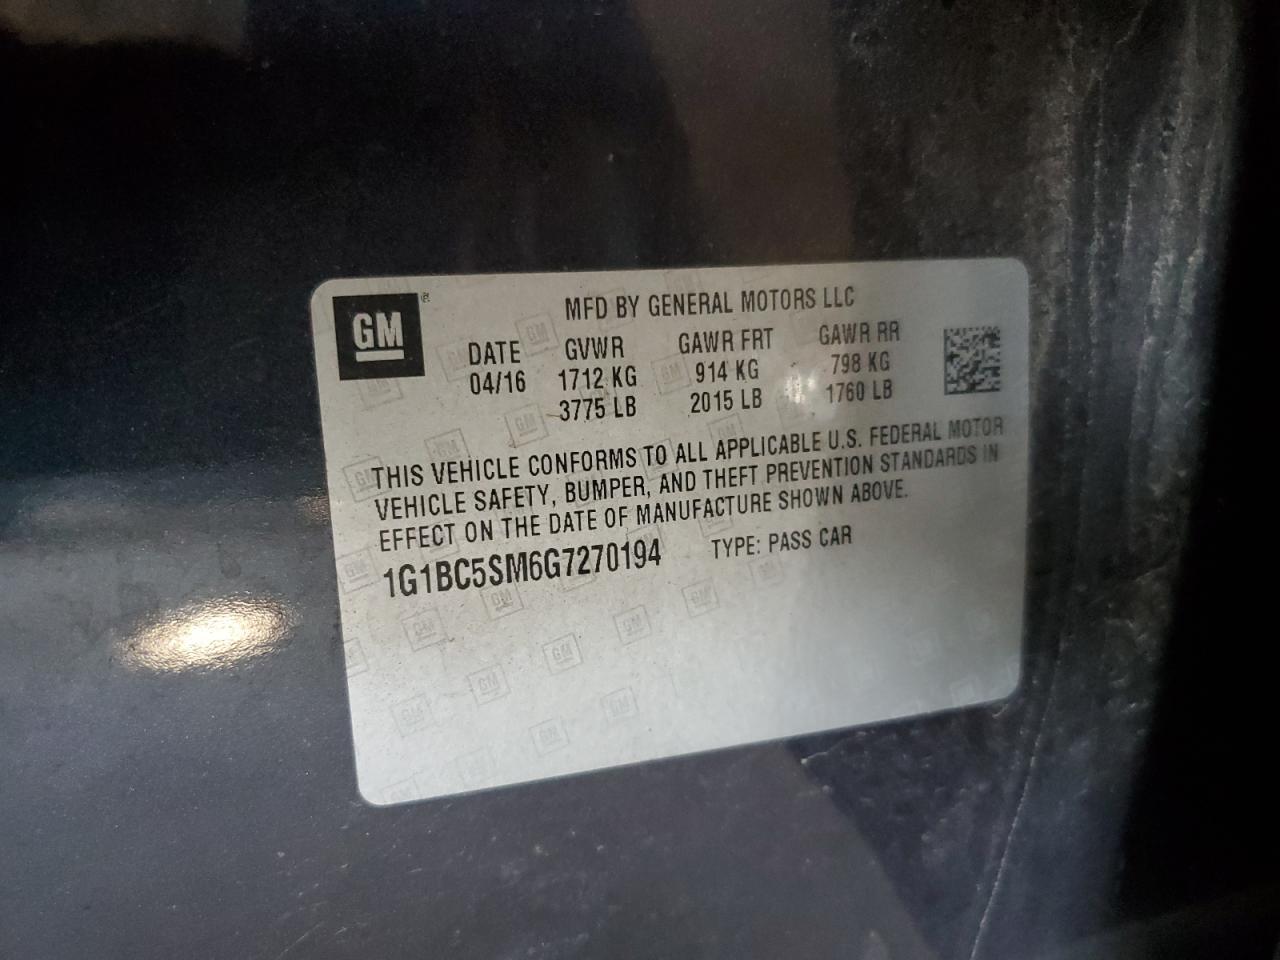 GM®
MFD BY GENERAL MOTORS LLC
DATE GVWR GAWR FRT GAWR RR
04/16 1712 KG 914 KG 798 KG
3775 LB 2015 LB 1760 LB
THIS VEHICLE CONFORMS TO ALL APPLICABLE U.S. FEDERAL MOTOR
VEHICLE SAFETY, BUMPER, AND THEFT PREVENTION STANDARDS IN
EFFECT ON THE DATE OF MANUFACTURE SHOWN ABOVE.
1G1BC5SM6G7270194 TYPE: PASS CAR